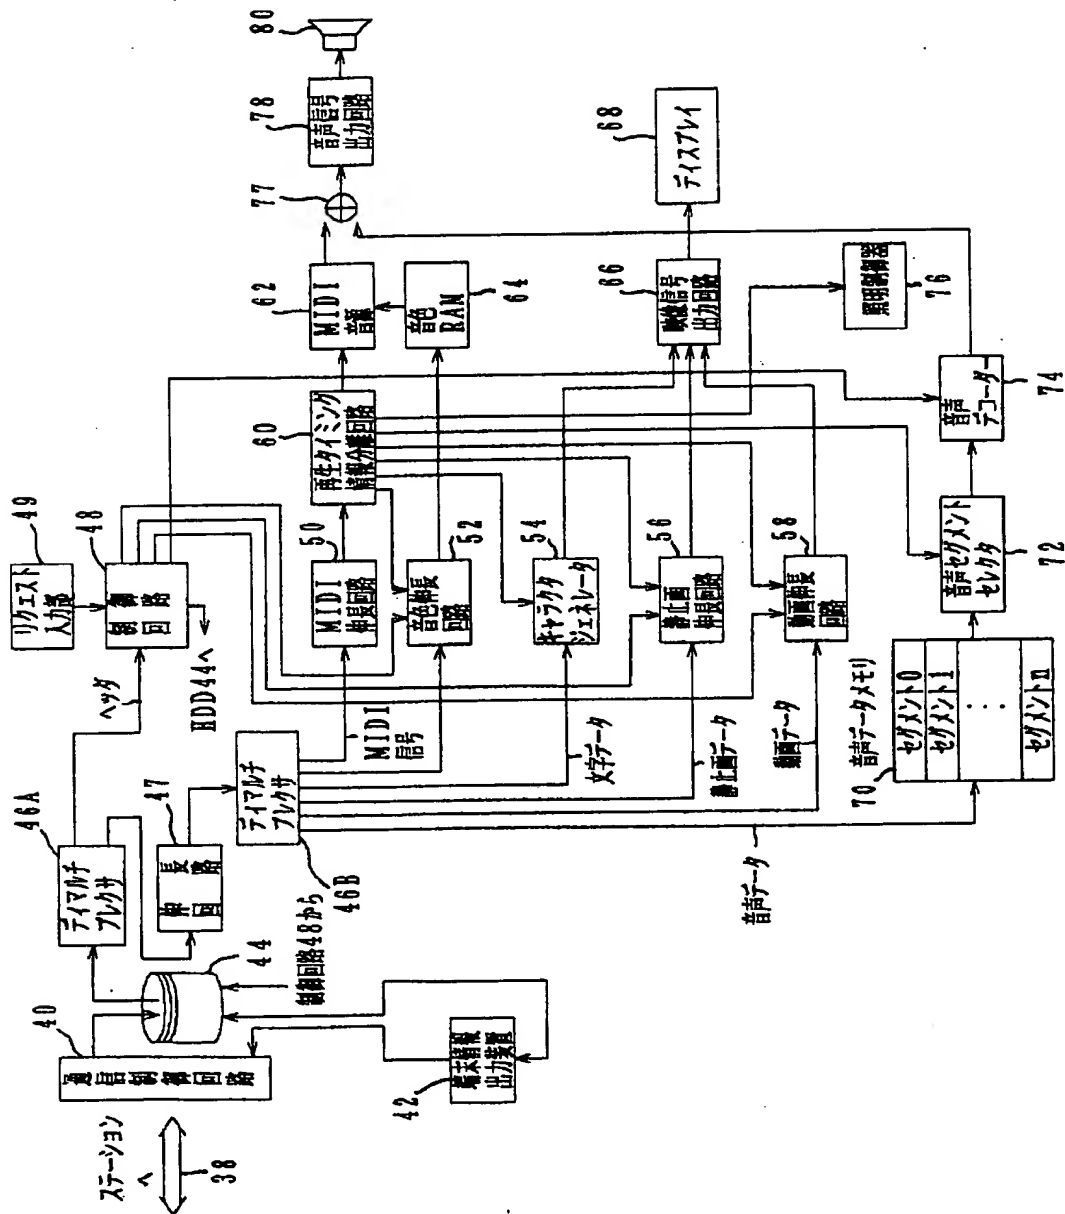 ステーション
へ
38
通信制御回路
40
44
制御回路48から
端末情報
出力装置
42
ディマルチ
プレクサ
46A
伸長
回路
47
ディマルチ
プレクサ
46B
ヘッダ
リクエスト
入力部
49
制御
回路
48
HDD44へ
MIDI
伸長回路
50
MIDI
信号
音色伸長
回路
52
キャラクタ
ジェネレータ
54
文字データ
静止画
伸長回路
56
静止画データ
動画伸長
回路
58
動画データ
音声データ
再生タイミング
情報分離回路
60
MIDI
音源
62
音色
RAM
64
77
音声信号
出力回路
78
80
映像信号
出力回路
66
ディスプレイ
68
照明制御器
76
音声データメモリ
70
セグメント0
セグメント1
・・・
セグメントn
音声セグメント
セレクタ
72
音声
デコーダー
74